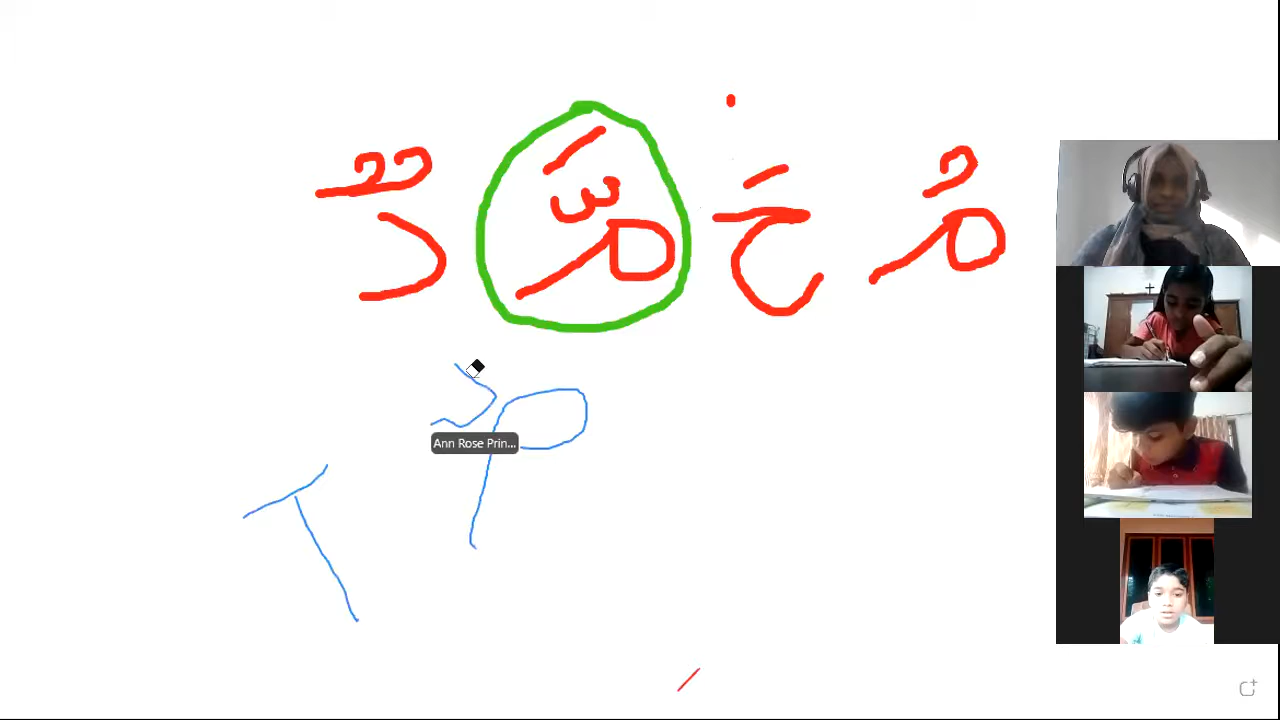 مُ حَ مَّ دٌ
Ann Rose Prin...